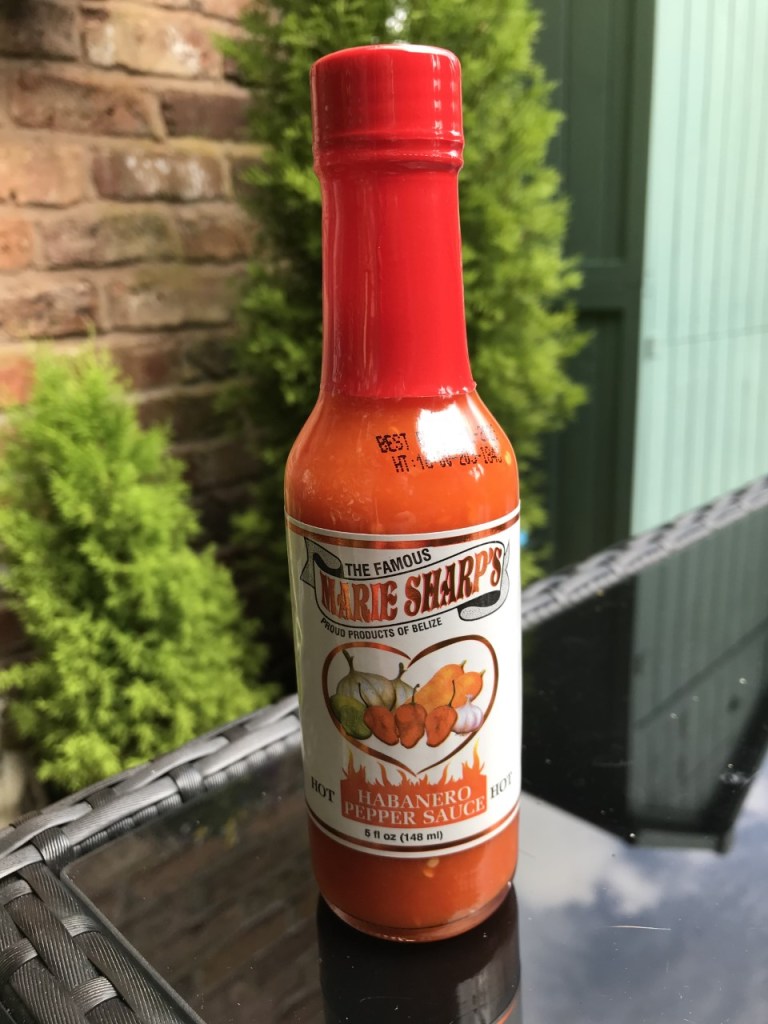 BEST
THE FAMOUS
MARIE SHARP'S
PROUD PRODUCTS OF BELIZE
HOT
HABANERO
PEPPER SAUCE
HOT
5 fl oz (148 ml)